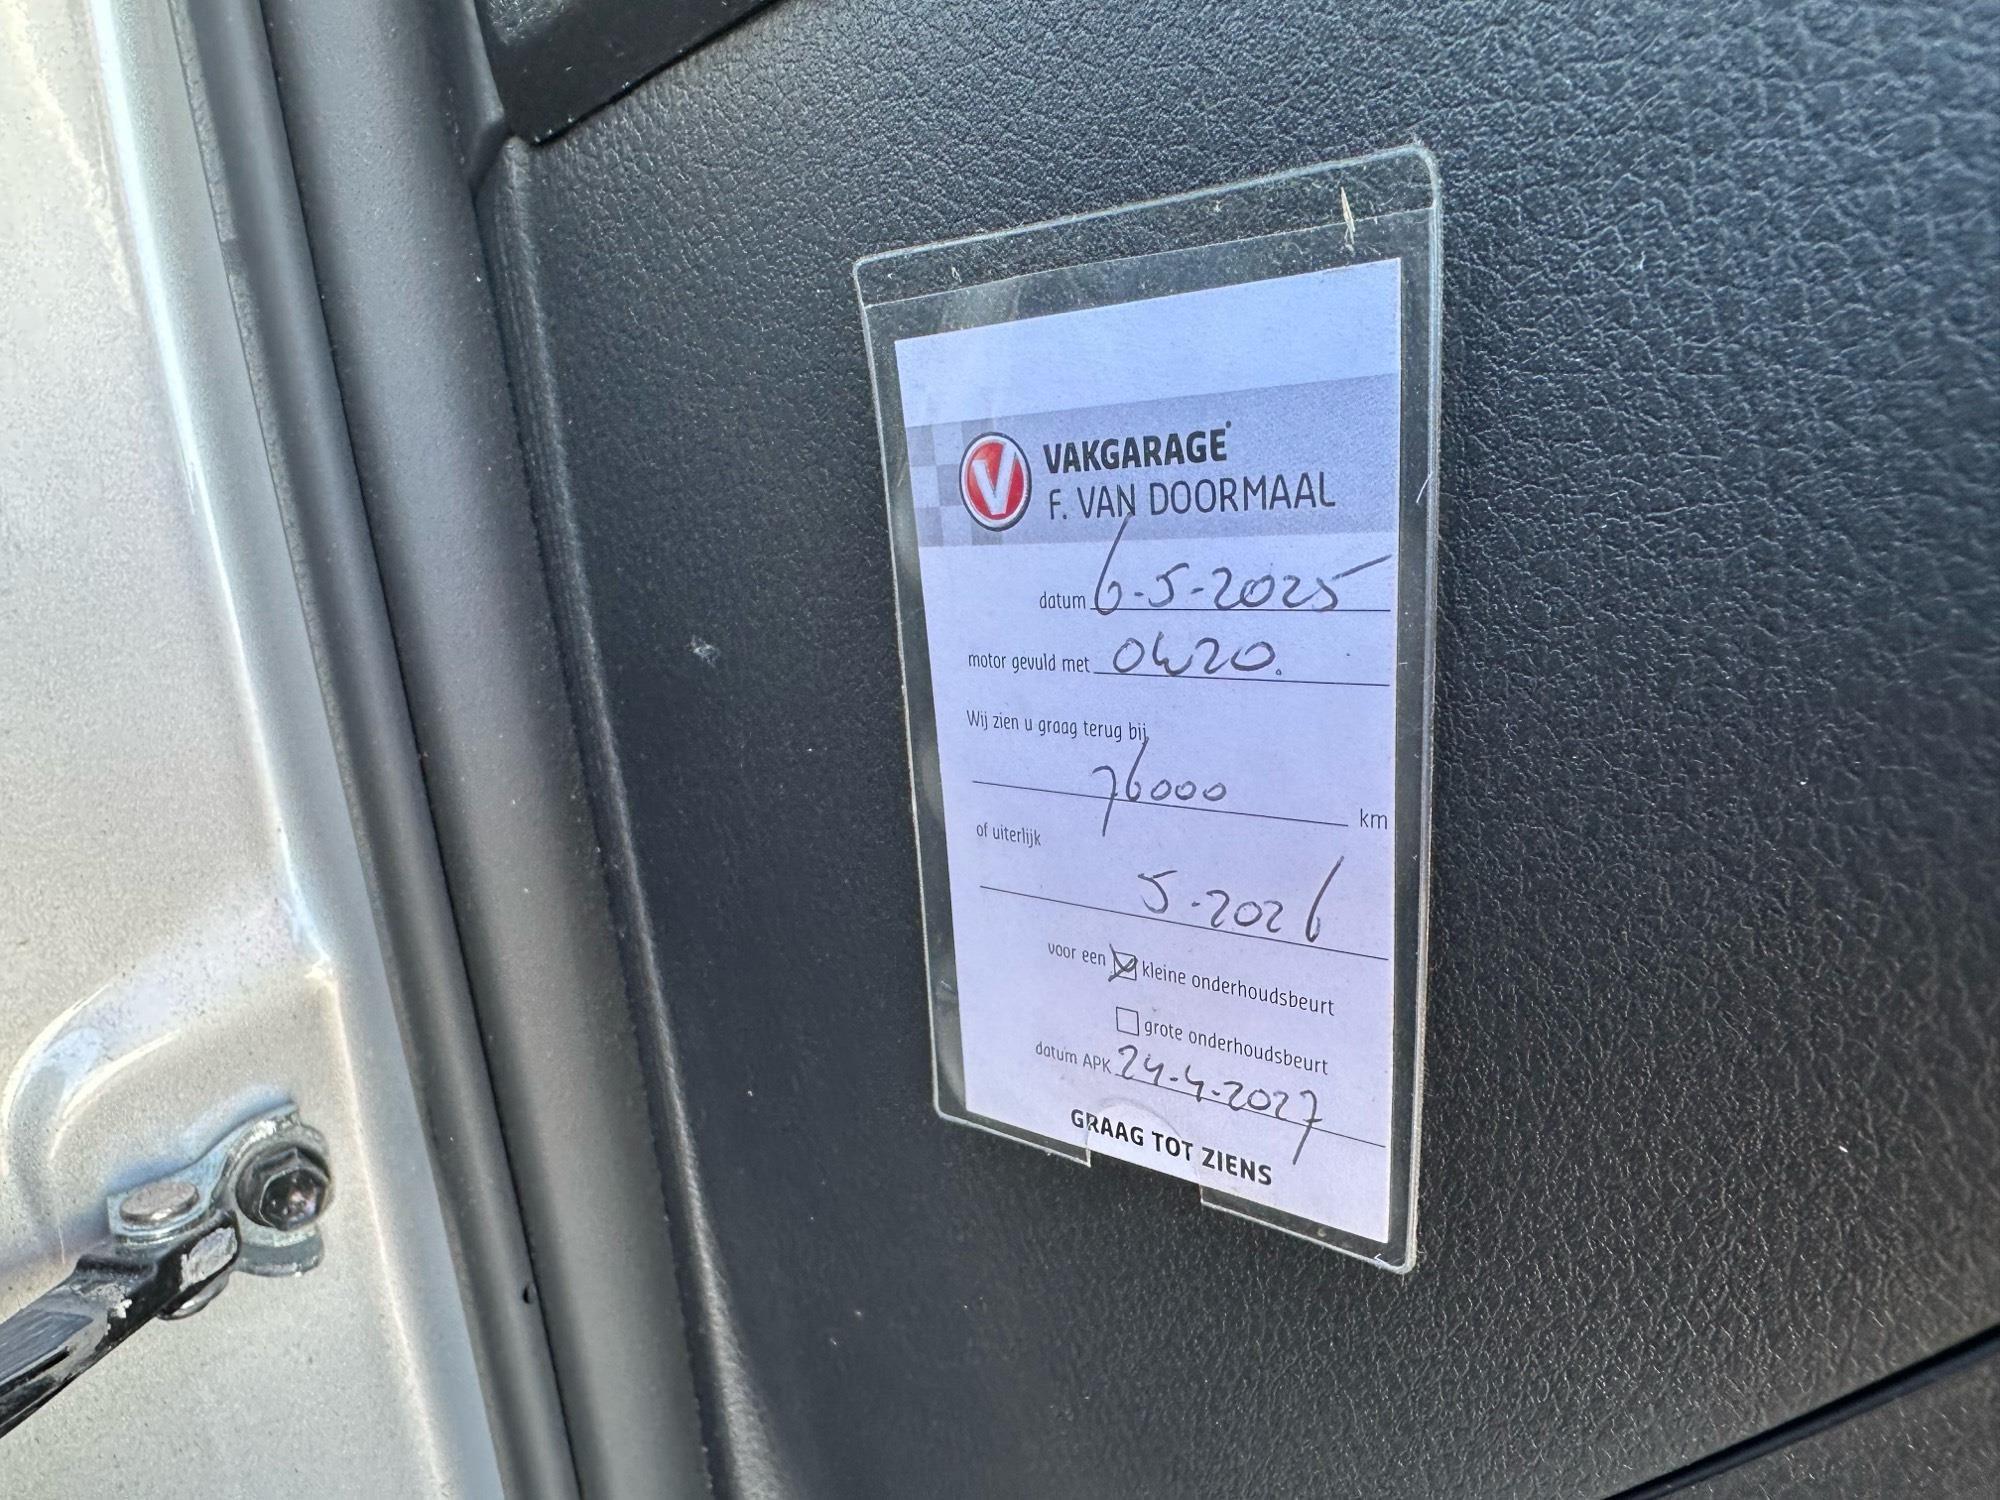 V
VAKGARAGE
F. VAN DOORMAAL
datum 6-5-2025
motor gevuld met 0W20.
Wij zien u graag terug bij
76000 km
of uiterlijk
5-2026
voor een kleine onderhoudsbeurt
grote onderhoudsbeurt
datum APK 24-4-2027
GRAAG TOT ZIENS